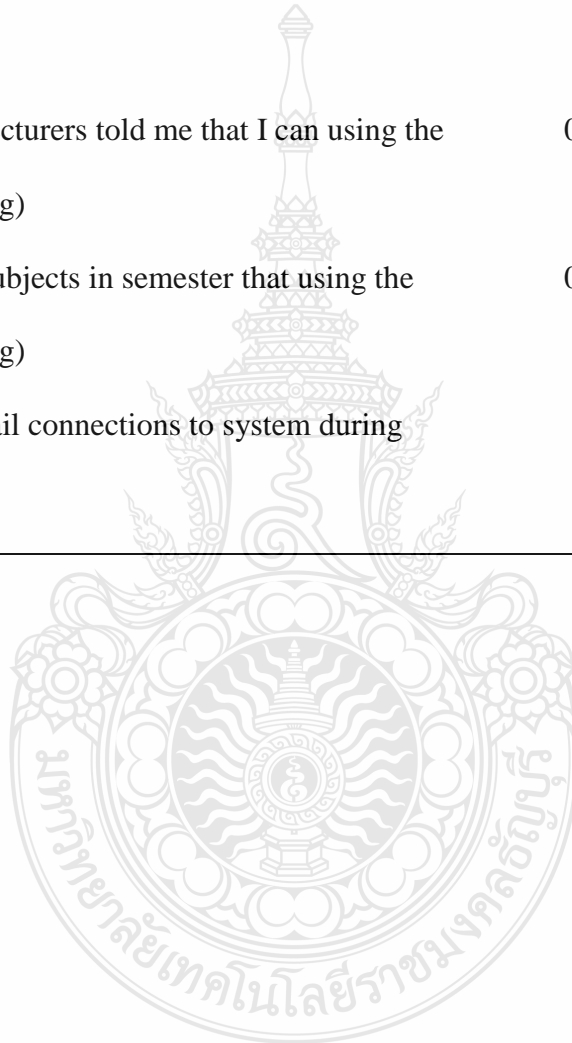 cturers told me that I can using the 0
g)
ubjects in semester that using the 0
g)
il connections to system during
มหาวิทยาลัยเทคโนโลยีราชมงคลธัญบุรี